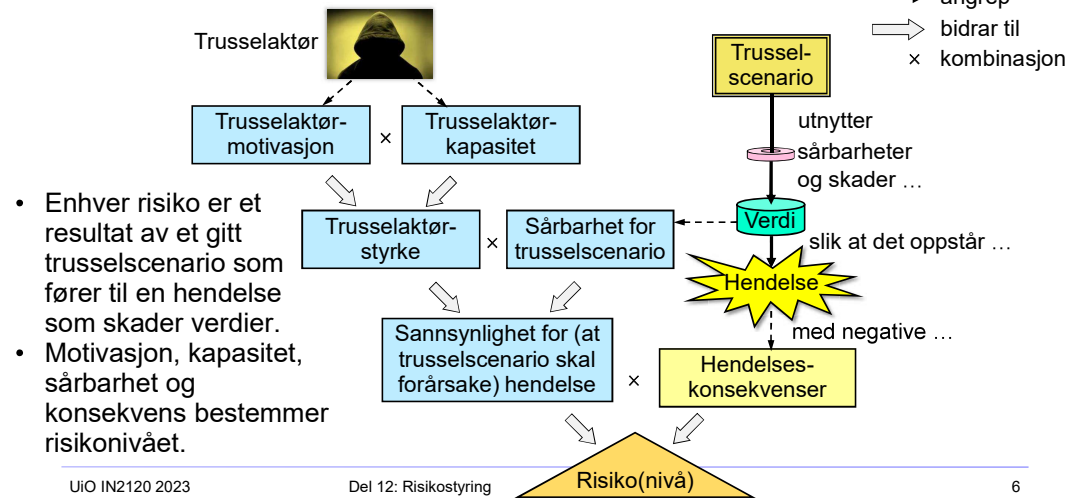 angrep
bidrar til
× kombinasjon
Trusselaktør
Trussel-
scenario
Trusselaktør-
motivasjon
×
Trusselaktør-
kapasitet
utnytter
sårbarheter
og skader …
• Enhver risiko er et
resultat av et gitt
trusselscenario som
fører til en hendelse
som skader verdier.
• Motivasjon, kapasitet,
sårbarhet og
konsekvens bestemmer
risikonivået.
Trusselaktør-
styrke
×
Sårbarhet for
trusselscenario
Verdi
slik at det oppstår …
Hendelse
med negative …
Sannsynlighet for (at
trusselscenario skal
forårsake) hendelse
×
Hendelses-
konsekvenser
Risiko(nivå)
UiO IN2120 2023
Del 12: Risikostyring
6